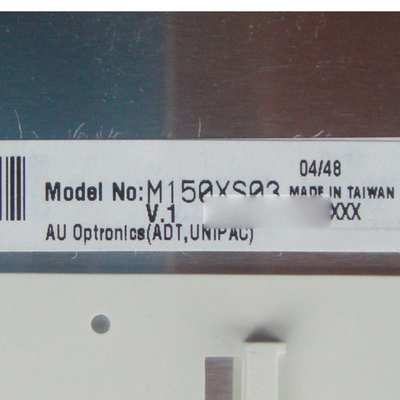 04/48
Model No: M150XS03 MADE IN TAIWAN
V.1 XXX
AU Optronics(ADT,UNIPAC)